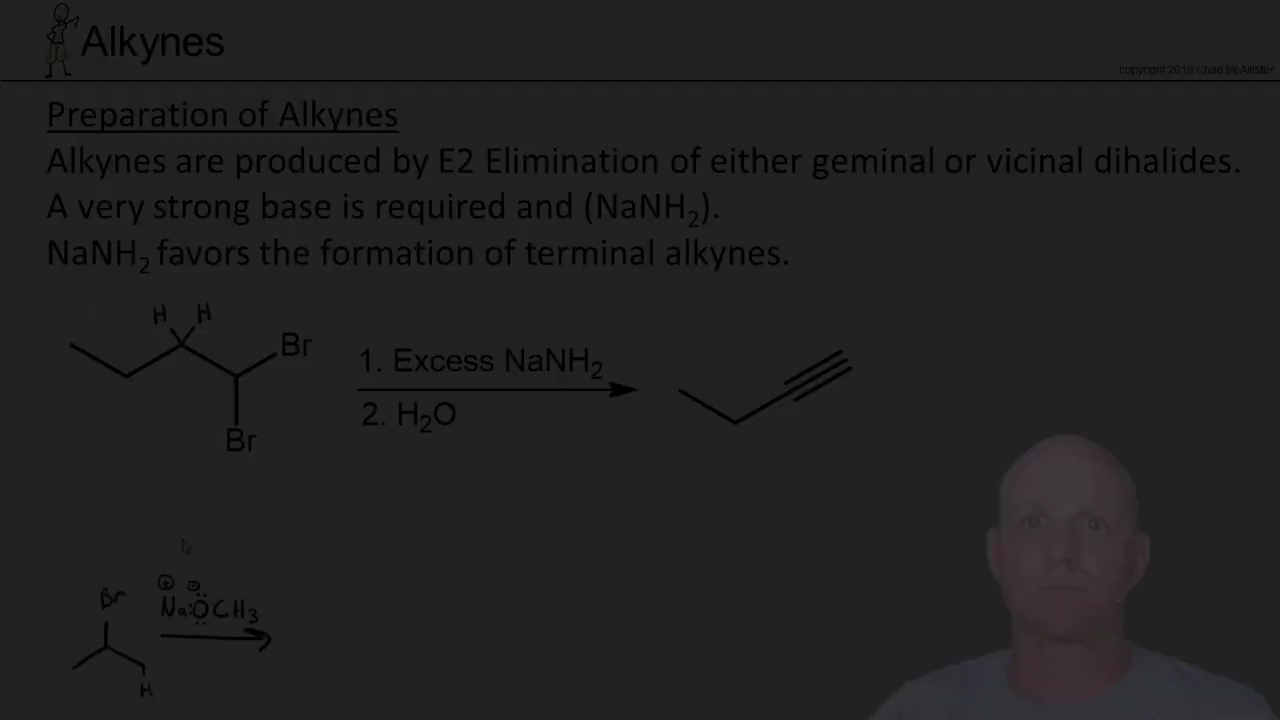 Alkynes
copyright 2016 Chad McAllister
Preparation of Alkynes
Alkynes are produced by E2 Elimination of either geminal or vicinal dihalides.
A very strong base is required and (NaNH₂).
NaNH₂ favors the formation of terminal alkynes.
H H
Br
Br
1. Excess NaNH₂
2. H₂O
Br
⊕ ⊖
Na:ÖCH₃
H